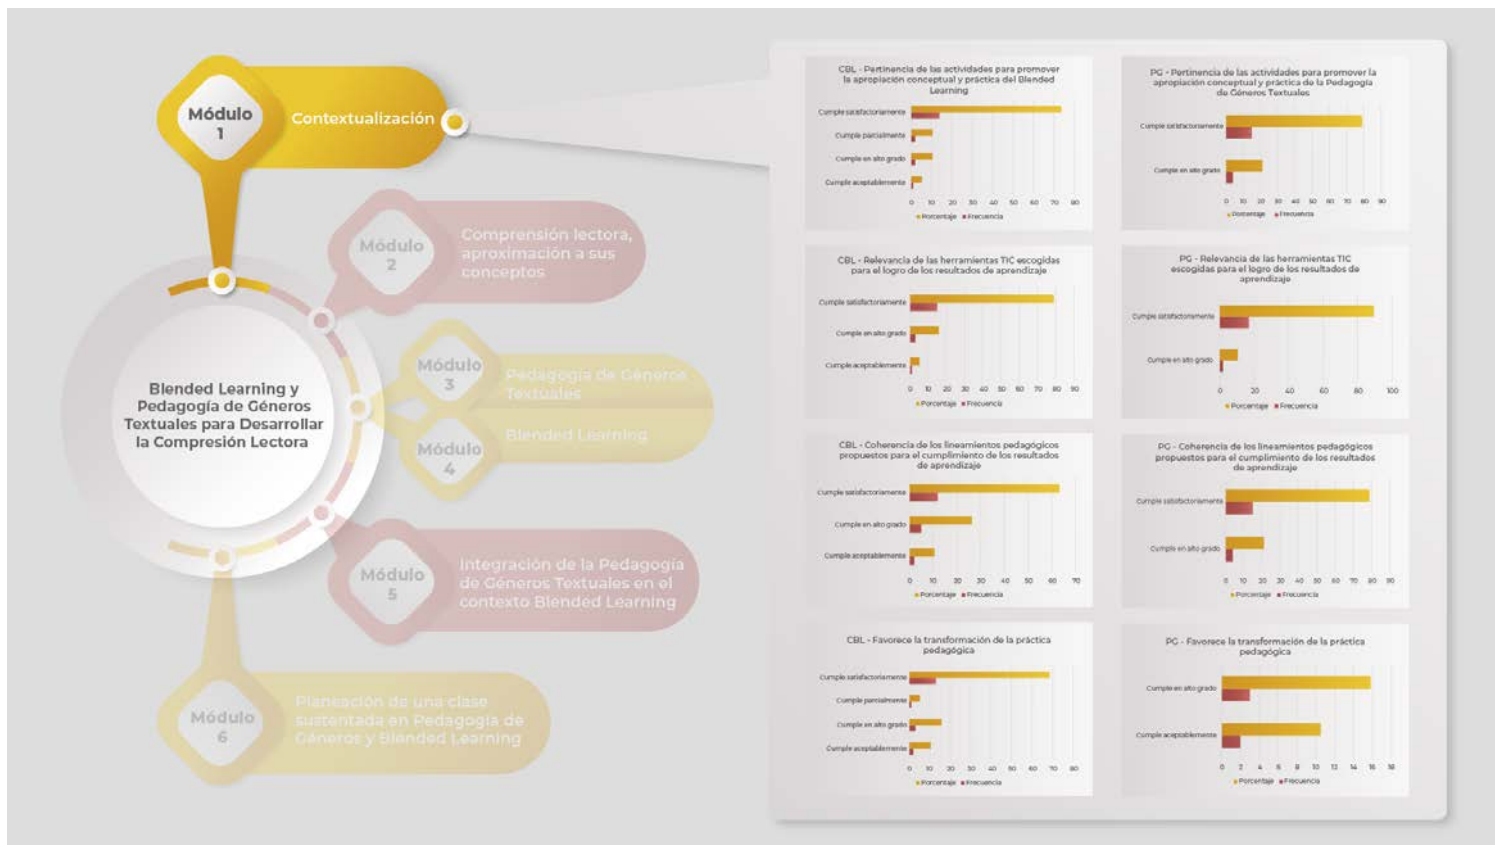 Módulo
1
Contextualización
Módulo
2
Comprensión lectora,
aproximación a sus
conceptos
Módulo
3
Pedagogía de Géneros
Textuales
Módulo
4
Blended Learning
Blended Learning y
Pedagogía de Géneros
Textuales para Desarrollar
la Compresión Lectora
Módulo
5
Integración de la Pedagogía
de Géneros Textuales en el
contexto Blended Learning
Módulo
6
Planeación de una clase
sustentada en Pedagogía de
Géneros y Blended Learning
CBL - Pertinencia de las actividades para promover
la apropiación conceptual y práctica del Blended
Learning
Cumple satisfactoriamente
Cumple parcialmente
Cumple en alto grado
Cumple aceptablemente
0 10 20 30 40 50 60 70 80
Porcentaje Frecuencia
PG - Pertinencia de las actividades para promover la
apropiación conceptual y práctica de la Pedagogía
de Géneros Textuales
Cumple satisfactoriamente
Cumple en alto grado
0 10 20 30 40 50 60 70 80 90
Porcentaje Frecuencia
CBL - Relevancia de las herramientas TIC escogidas
para el logro de los resultados de aprendizaje
Cumple satisfactoriamente
Cumple en alto grado
Cumple aceptablemente
0 10 20 30 40 50 60 70 80 90
Porcentaje Frecuencia
PG - Relevancia de las herramientas TIC
escogidas para el logro de los resultados de
aprendizaje
Cumple satisfactoriamente
Cumple en alto grado
0 20 40 60 80 100
Porcentaje Frecuencia
CBL - Coherencia de los lineamientos pedagógicos
propuestos para el cumplimiento de los resultados
de aprendizaje
Cumple satisfactoriamente
Cumple en alto grado
Cumple aceptablemente
0 10 20 30 40 50 60 70
Porcentaje Frecuencia
PG - Coherencia de los lineamientos pedagógicos
propuestos para el cumplimiento de los resultados
de aprendizaje
Cumple satisfactoriamente
Cumple en alto grado
0 10 20 30 40 50 60 70 80 90
Porcentaje Frecuencia
CBL - Favorece la transformación de la práctica
pedagógica
Cumple satisfactoriamente
Cumple parcialmente
Cumple en alto grado
Cumple aceptablemente
0 10 20 30 40 50 60 70 80
Porcentaje Frecuencia
PG - Favorece la transformación de la práctica
pedagógica
Cumple en alto grado
Cumple aceptablemente
0 2 4 6 8 10 12 14 16 18
Porcentaje Frecuencia